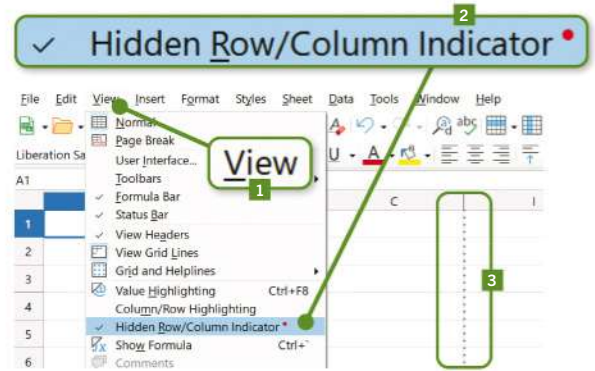 2
✓ Hidden Row/Column Indicator
File Edit View Insert Format Styles Sheet Data Tools Window Help
Normal
Page Break
Liberation Sa
User Interface...
View
1
A1
Toolbars
✓ Formula Bar
C
I
✓ Status Bar
1
✓ View Headers
2
View Grid Lines
3
Grid and Helplines
3
Value Highlighting Ctrl+F8
4
Column/Row Highlighting
✓ Hidden Row/Column Indicator
5
Show Formula Ctrl+`
6
Comments